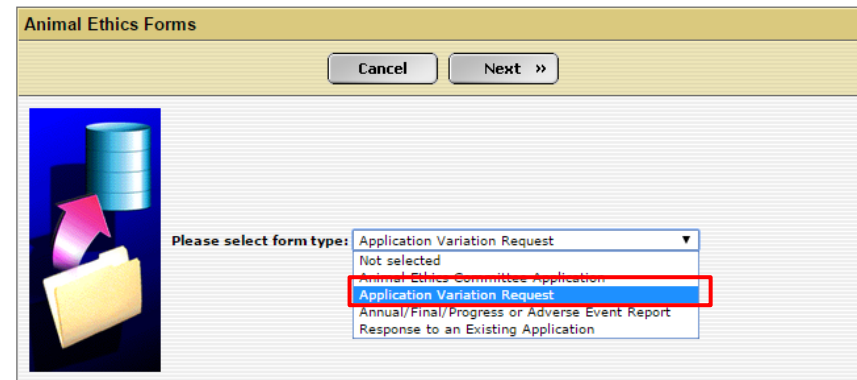 Animal Ethics Forms
Cancel
Next »
Please select form type: Application Variation Request
Not selected
Animal Ethics Committee Application
Application Variation Request
Annual/Final/Progress or Adverse Event Report
Response to an Existing Application